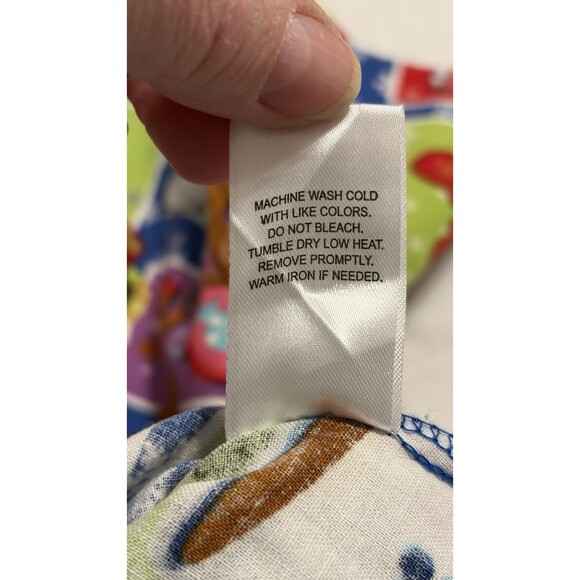 MACHINE WASH COLD
WITH LIKE COLORS.
DO NOT BLEACH.
TUMBLE DRY LOW HEAT.
REMOVE PROMPTLY.
WARM IRON IF NEEDED.